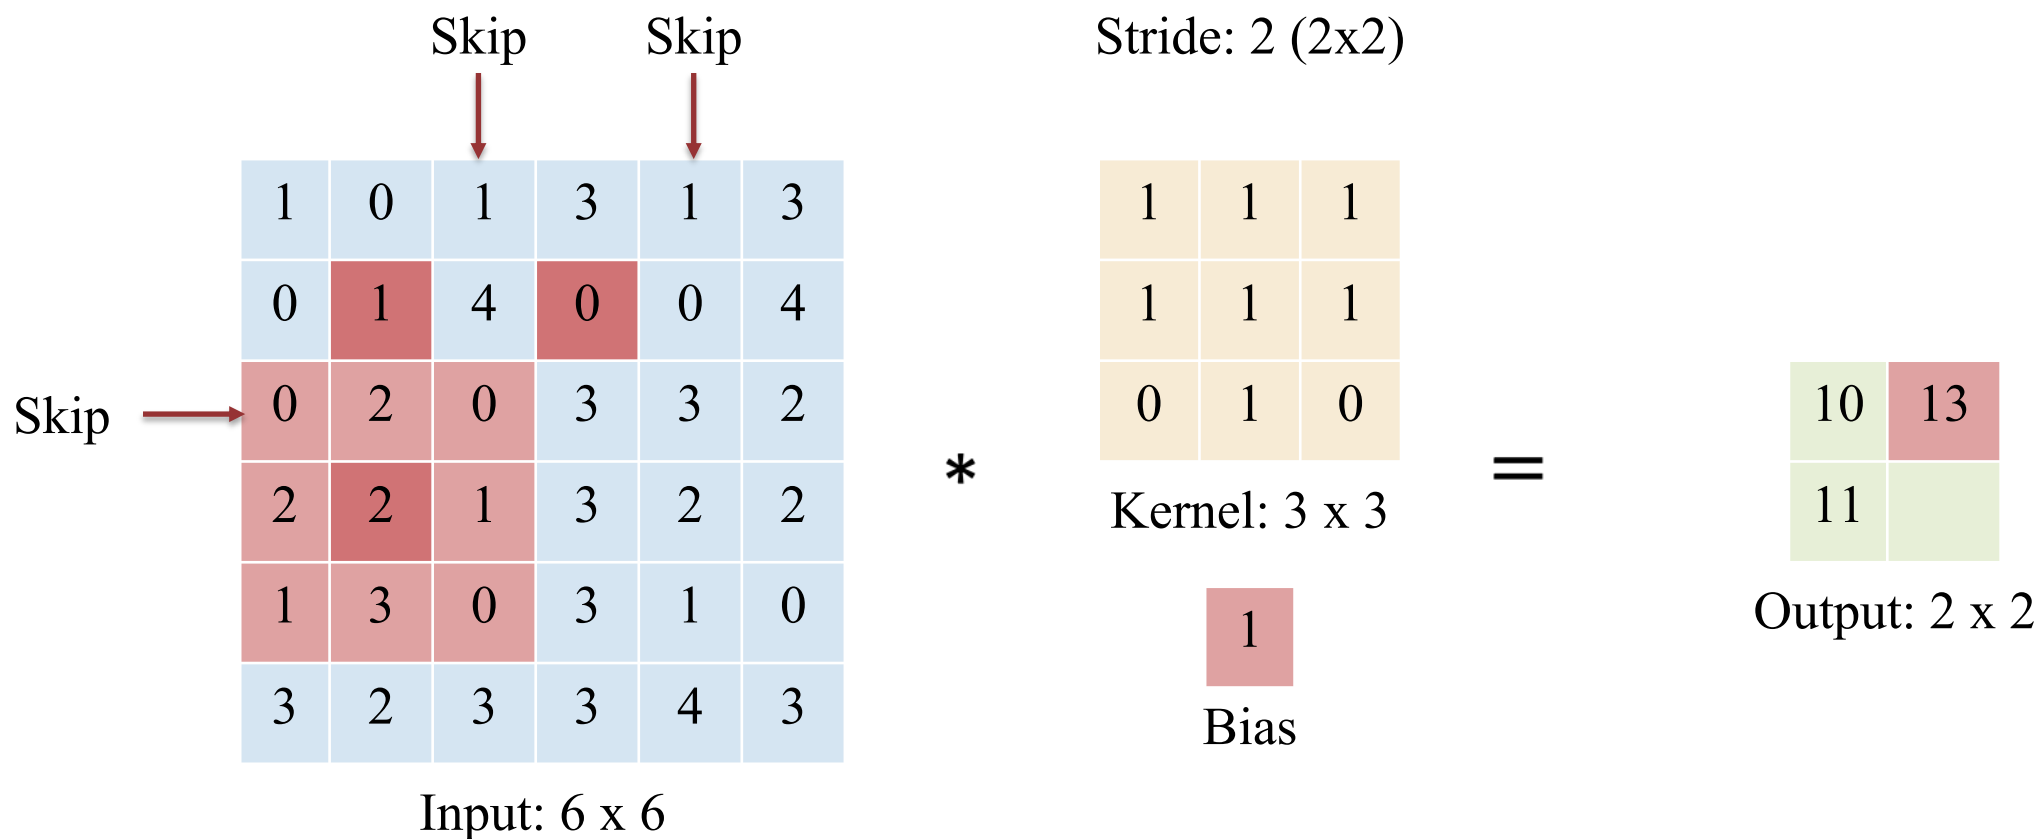 Skip Skip Stride: 2 (2x2)
1 0 1 3 1 3 1 1 1
0 1 4 0 0 4 1 1 1
Skip 0 2 0 3 3 2 0 1 0 10 13
* =
2 2 1 3 2 2 Kernel: 3 x 3 11
1 3 0 3 1 0 1 Output: 2 x 2
3 2 3 3 4 3 Bias
Input: 6 x 6